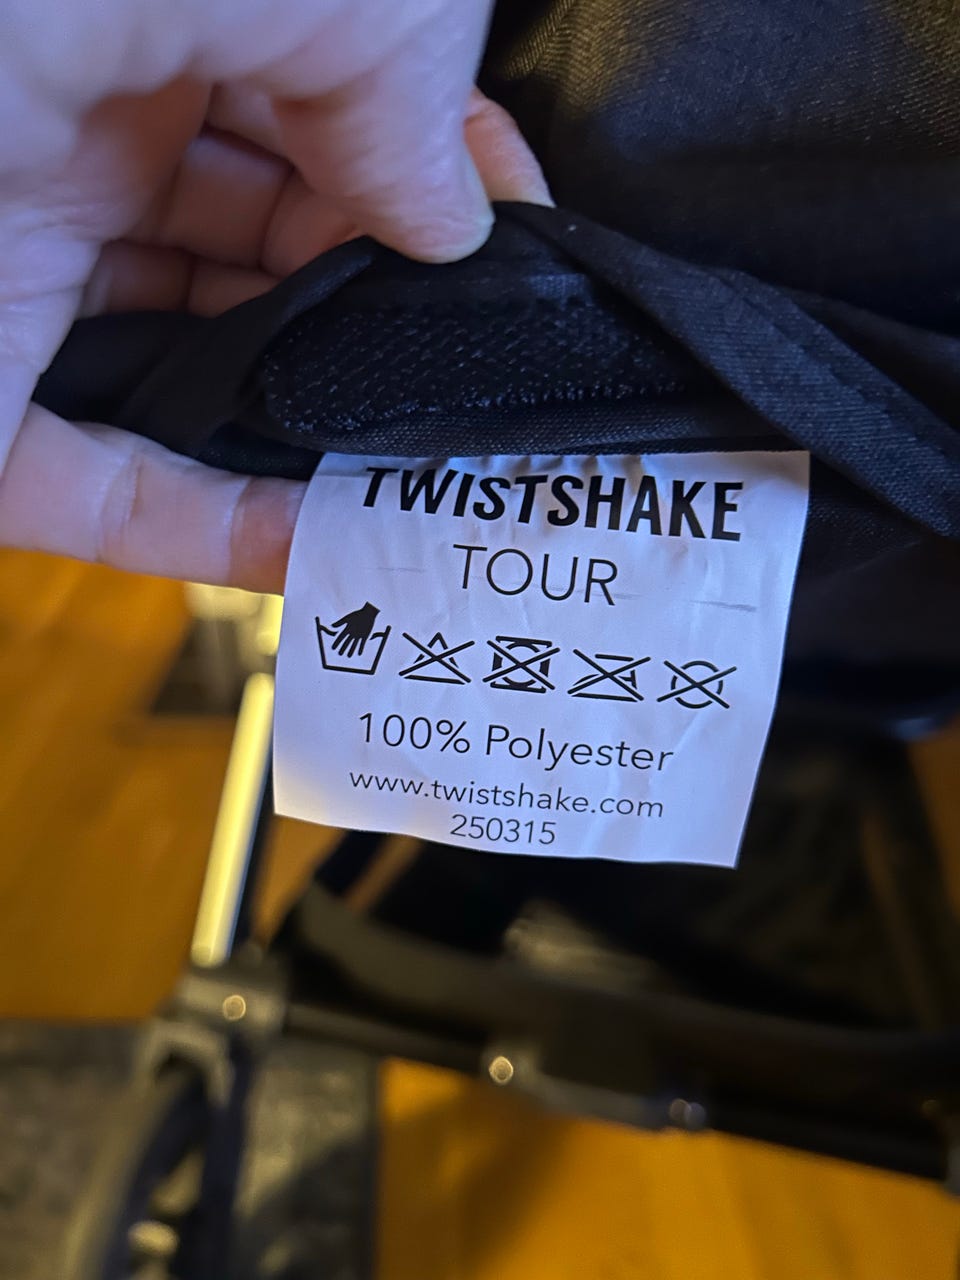 TWISTSHAKE
TOUR
100% Polyester
www.twistshake.com
250315